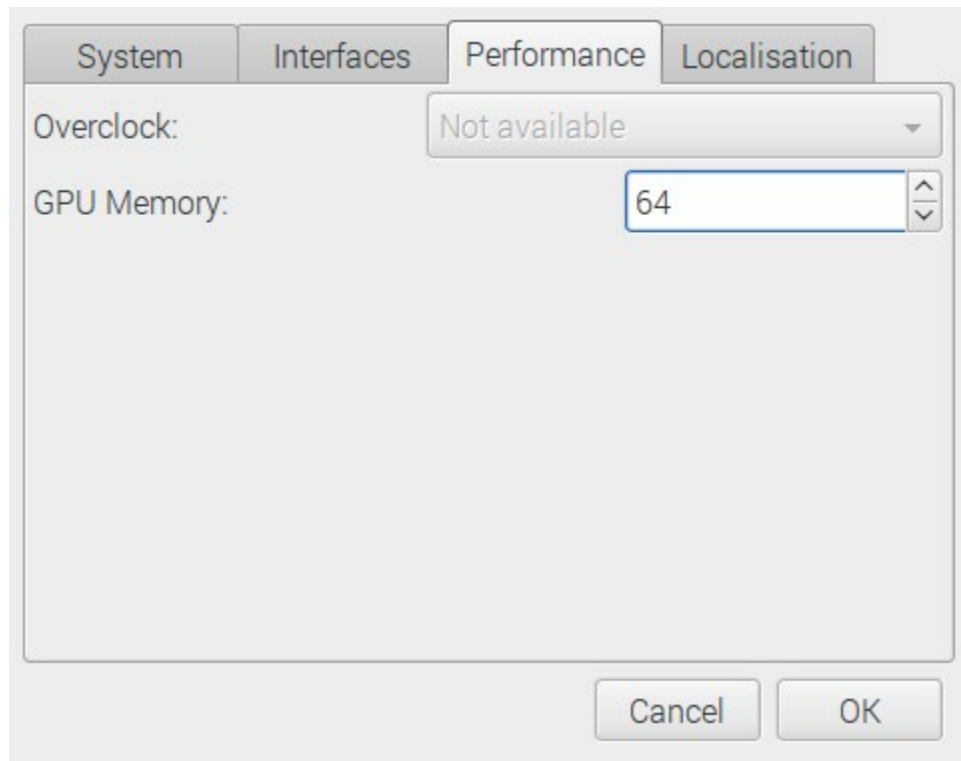 System Interfaces Performance Localisation
Overclock: Not available
GPU Memory: 64
Cancel OK